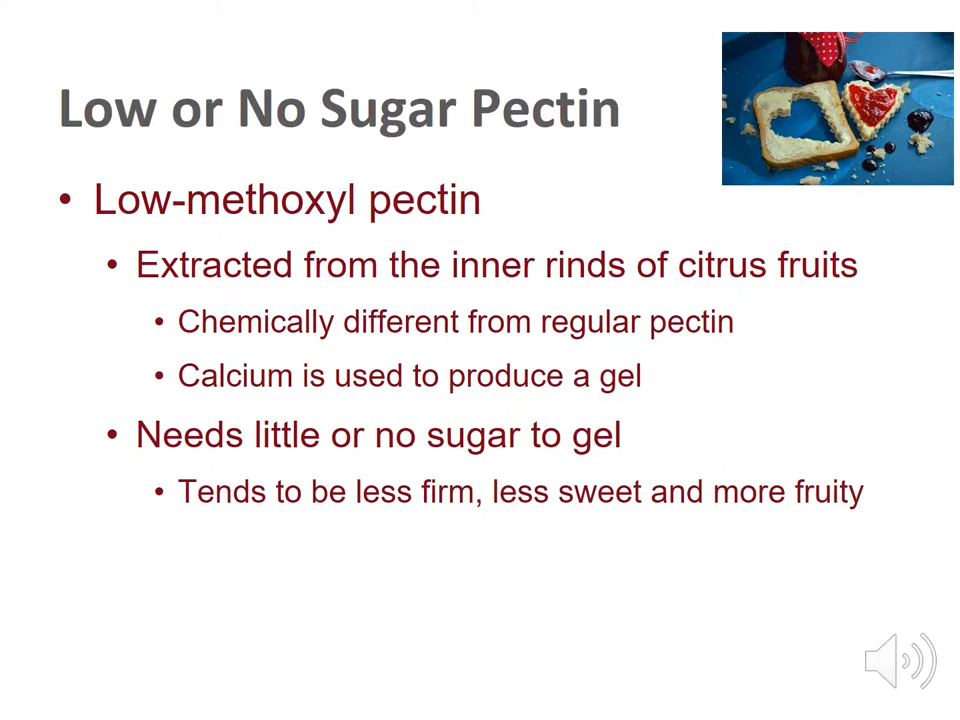 Low or No Sugar Pectin
• Low-methoxyl pectin
• Extracted from the inner rinds of citrus fruits
• Chemically different from regular pectin
• Calcium is used to produce a gel
• Needs little or no sugar to gel
• Tends to be less firm, less sweet and more fruity